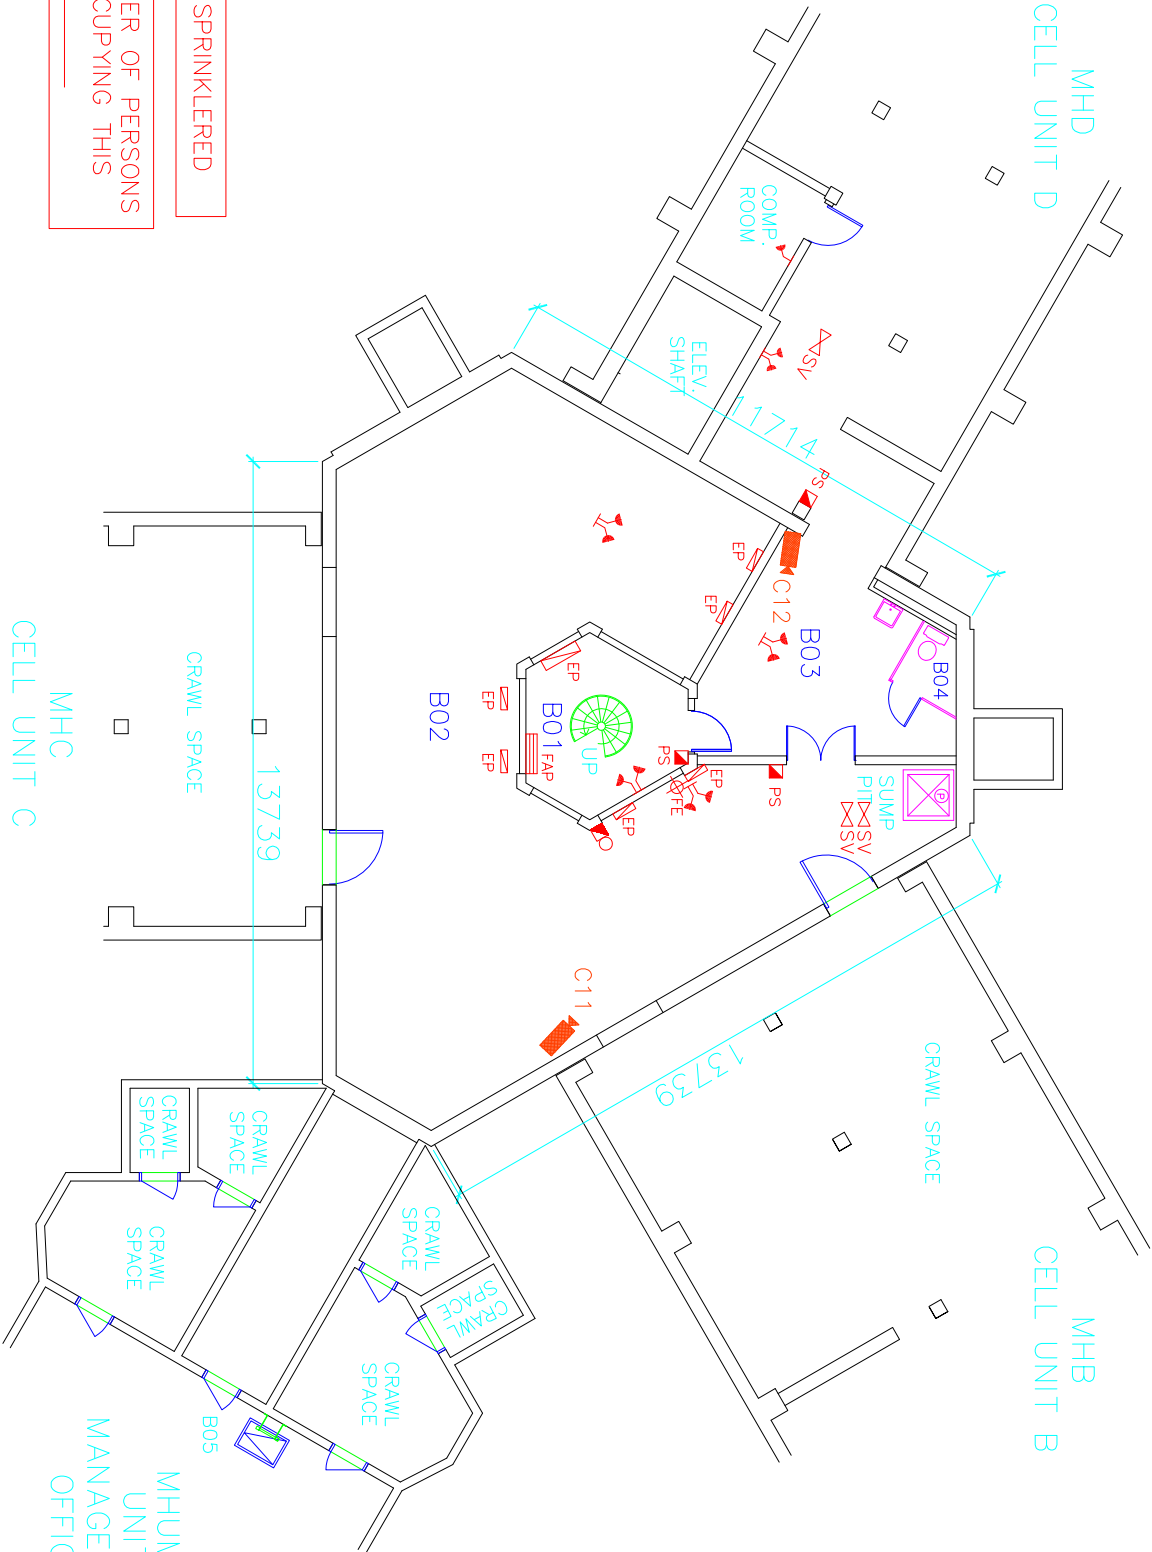 SPRINKLERED
ER OF PERSONS
CUPYING THIS
MHD
CELL UNIT D
COMP.
ROOM
ELEV.
SHAFT
SV
11714
PS
EP
EP
C12
B03
B04
EP
B01
UP
EP
EP
FAP
B02
PS
EP
FE
EP
PS
SUMP
PIT
P
SV
SV
MHC
CELL UNIT C
CRAWL SPACE
13739
C11
13739
CRAWL SPACE
MHB
CELL UNIT B
CRAWL
SPACE
CRAWL
SPACE
CRAWL
SPACE
CRAWL
SPACE
CRAWL
SPACE
CRAWL
SPACE
B05
MHUM
UNIT
MANAGE
OFFIC